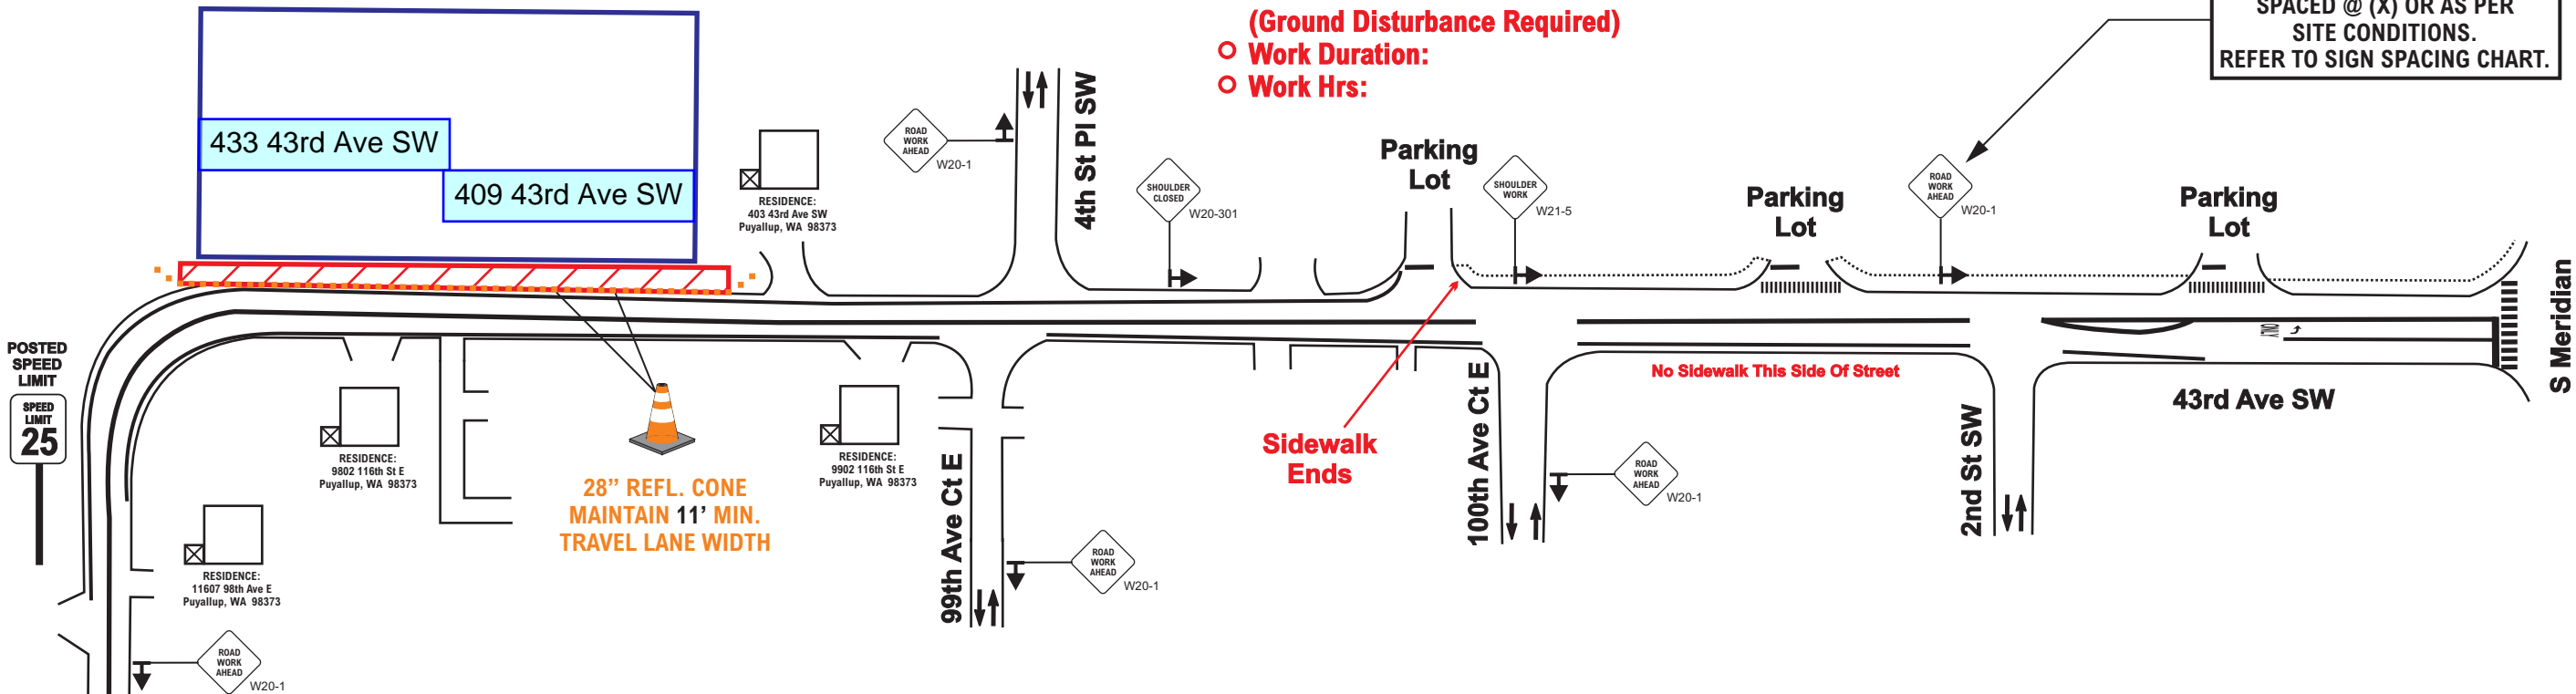 (Ground Disturbance Required)
Work Duration:
Work Hrs:
SPACED @ (X) OR AS PER
SITE CONDITIONS.
REFER TO SIGN SPACING CHART.
433 43rd Ave SW
409 43rd Ave SW
RESIDENCE:
403 43rd Ave SW
Puyallup, WA 98373
ROAD
WORK
AHEAD
W20-1
4th St Pl SW
SHOULDER
CLOSED
W20-301
Parking
Lot
SHOULDER
WORK
W21-5
Parking
Lot
ROAD
WORK
AHEAD
W20-1
Parking
Lot
S Meridian
POSTED
SPEED
LIMIT
SPEED
LIMIT
25
RESIDENCE:
9802 116th St E
Puyallup, WA 98373
RESIDENCE:
11607 98th Ave E
Puyallup, WA 98373
ROAD
WORK
AHEAD
W20-1
28” REFL. CONE
MAINTAIN 11’ MIN.
TRAVEL LANE WIDTH
RESIDENCE:
9902 116th St E
Puyallup, WA 98373
99th Ave Ct E
ROAD
WORK
AHEAD
W20-1
Sidewalk
Ends
100th Ave Ct E
ROAD
WORK
AHEAD
W20-1
No Sidewalk This Side Of Street
2nd St SW
43rd Ave SW